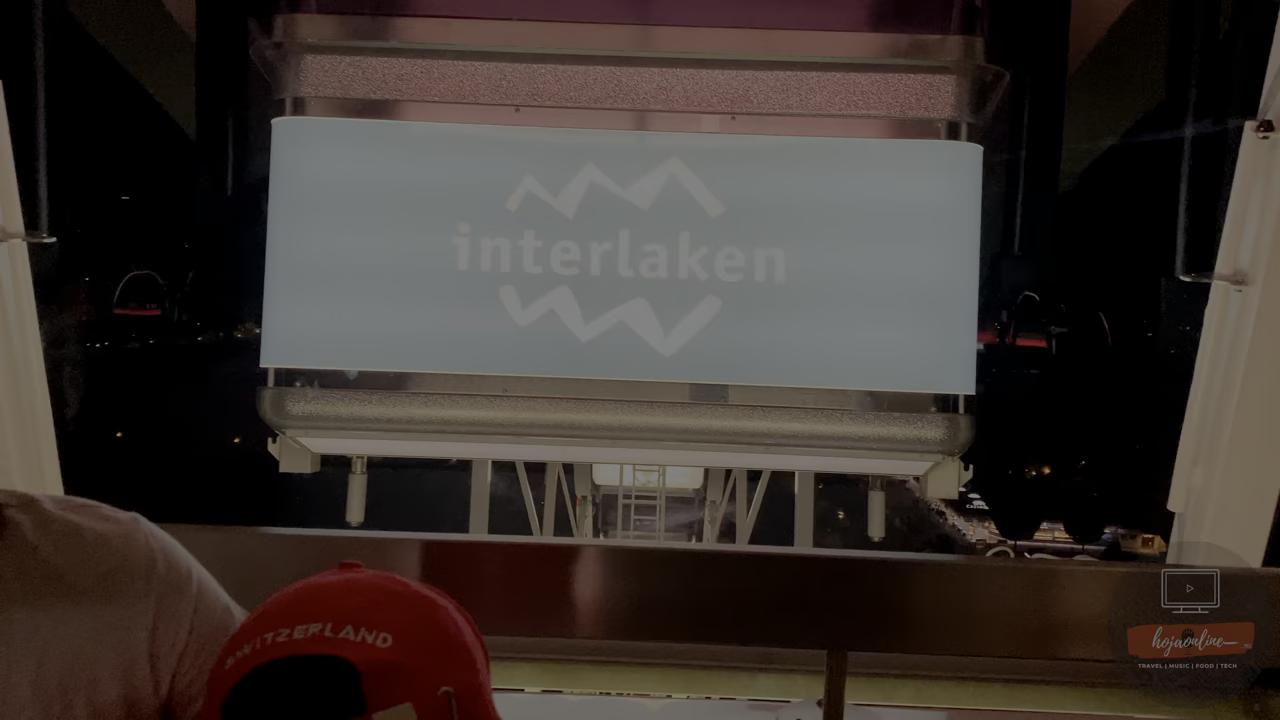 interlaken
SWITZERLAND
hojaonline
TRAVEL | MUSIC | FOOD | TECH